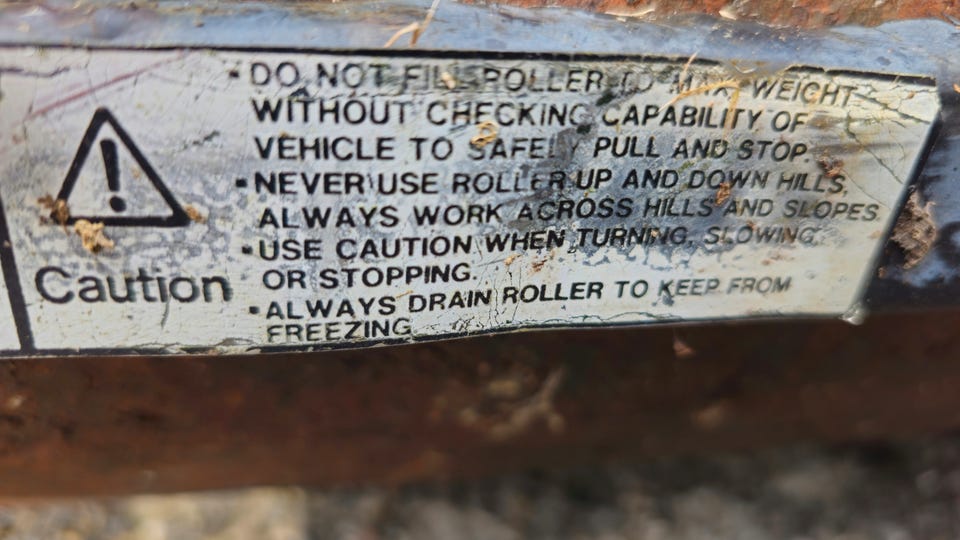 ▪DO NOT FILL ROLLER TO MAX WEIGHT
WITHOUT CHECKING CAPABILITY OF
VEHICLE TO SAFELY PULL AND STOP.
▪NEVER USE ROLLER UP AND DOWN HILLS,
ALWAYS WORK ACROSS HILLS AND SLOPES.
▪USE CAUTION WHEN TURNING, SLOWING
OR STOPPING.
▪ALWAYS DRAIN ROLLER TO KEEP FROM
FREEZING
Caution